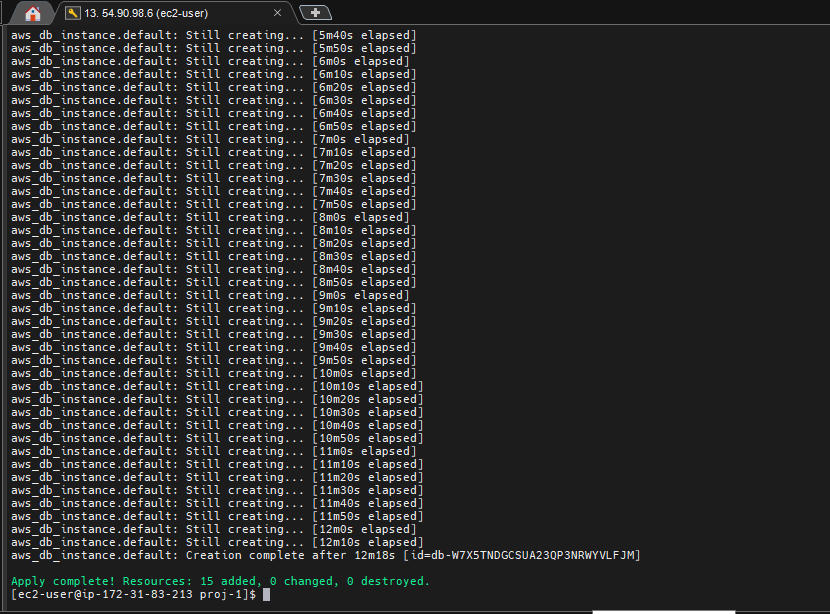 13. 54.90.98.6 (ec2-user)
aws_db_instance.default: Still creating... [5m40s elapsed]
aws_db_instance.default: Still creating... [5m50s elapsed]
aws_db_instance.default: Still creating... [6m0s elapsed]
aws_db_instance.default: Still creating... [6m10s elapsed]
aws_db_instance.default: Still creating... [6m20s elapsed]
aws_db_instance.default: Still creating... [6m30s elapsed]
aws_db_instance.default: Still creating... [6m40s elapsed]
aws_db_instance.default: Still creating... [6m50s elapsed]
aws_db_instance.default: Still creating... [7m0s elapsed]
aws_db_instance.default: Still creating... [7m10s elapsed]
aws_db_instance.default: Still creating... [7m20s elapsed]
aws_db_instance.default: Still creating... [7m30s elapsed]
aws_db_instance.default: Still creating... [7m40s elapsed]
aws_db_instance.default: Still creating... [7m50s elapsed]
aws_db_instance.default: Still creating... [8m0s elapsed]
aws_db_instance.default: Still creating... [8m10s elapsed]
aws_db_instance.default: Still creating... [8m20s elapsed]
aws_db_instance.default: Still creating... [8m30s elapsed]
aws_db_instance.default: Still creating... [8m40s elapsed]
aws_db_instance.default: Still creating... [8m50s elapsed]
aws_db_instance.default: Still creating... [9m0s elapsed]
aws_db_instance.default: Still creating... [9m10s elapsed]
aws_db_instance.default: Still creating... [9m20s elapsed]
aws_db_instance.default: Still creating... [9m30s elapsed]
aws_db_instance.default: Still creating... [9m40s elapsed]
aws_db_instance.default: Still creating... [9m50s elapsed]
aws_db_instance.default: Still creating... [10m0s elapsed]
aws_db_instance.default: Still creating... [10m10s elapsed]
aws_db_instance.default: Still creating... [10m20s elapsed]
aws_db_instance.default: Still creating... [10m30s elapsed]
aws_db_instance.default: Still creating... [10m40s elapsed]
aws_db_instance.default: Still creating... [10m50s elapsed]
aws_db_instance.default: Still creating... [11m0s elapsed]
aws_db_instance.default: Still creating... [11m10s elapsed]
aws_db_instance.default: Still creating... [11m20s elapsed]
aws_db_instance.default: Still creating... [11m30s elapsed]
aws_db_instance.default: Still creating... [11m40s elapsed]
aws_db_instance.default: Still creating... [11m50s elapsed]
aws_db_instance.default: Still creating... [12m0s elapsed]
aws_db_instance.default: Still creating... [12m10s elapsed]
aws_db_instance.default: Creation complete after 12m18s [id=db-W7X5TNDGCSUA23QP3NRWYVLFJM]
Apply complete! Resources: 15 added, 0 changed, 0 destroyed.
[ec2-user@ip-172-31-83-213 proj-1]$